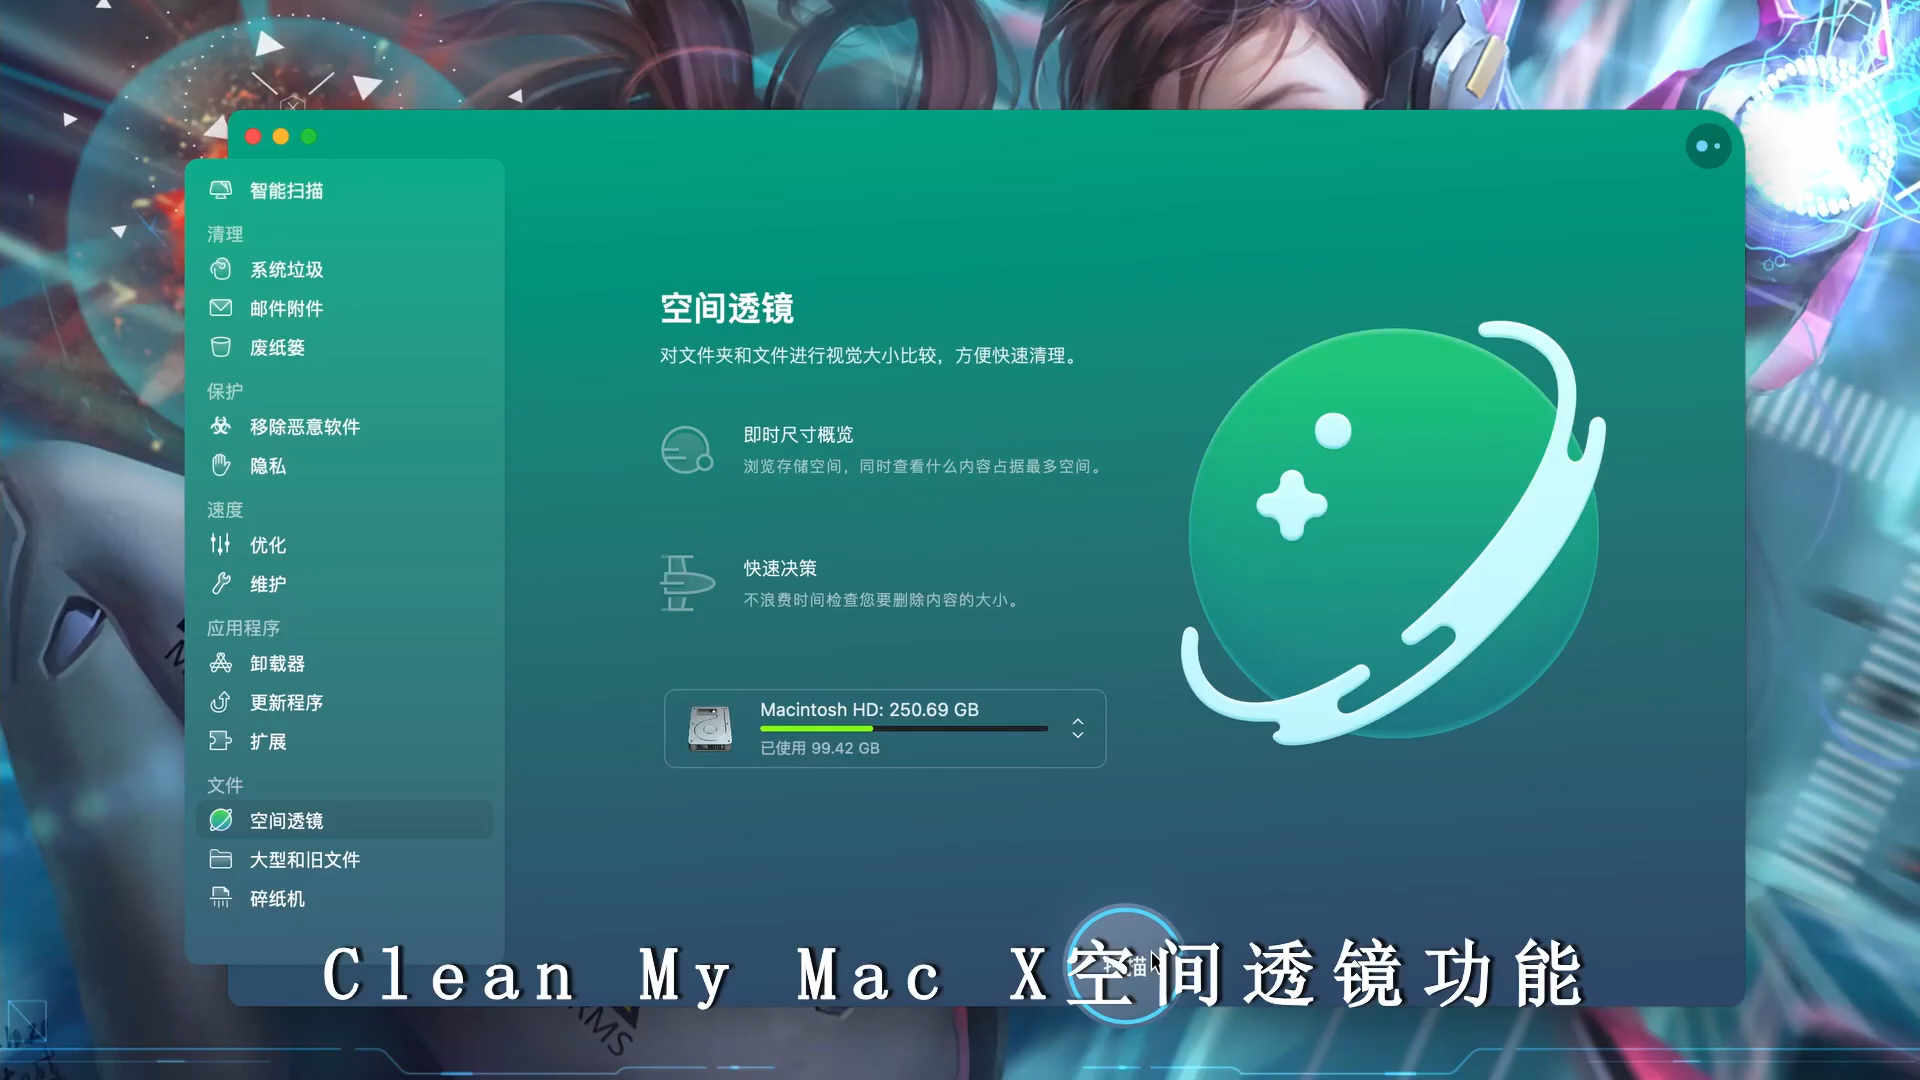 智能扫描
清理
系统垃圾
邮件附件
废纸篓
保护
移除恶意软件
隐私
速度
优化
维护
应用程序
卸载器
更新程序
扩展
文件
空间透镜
大型和旧文件
碎纸机
空间透镜
对文件夹和文件进行视觉大小比较，方便快速清理。
即时尺寸概览
浏览存储空间，同时查看什么内容占据最多空间。
快速决策
不浪费时间检查您要删除内容的大小。
Macintosh HD: 250.69 GB
已使用 99.42 GB
Clean My Mac X空间透镜功能